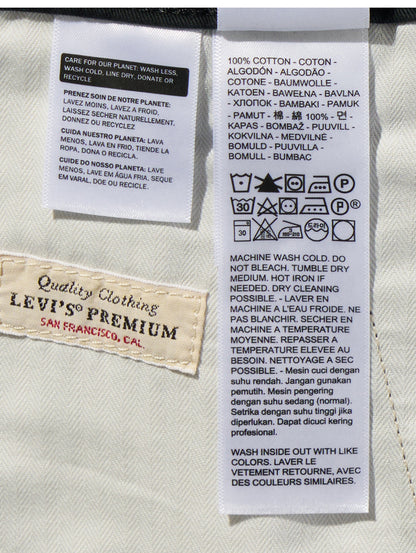 CARE FOR OUR PLANET: WASH LESS,
WASH COLD, LINE DRY, DONATE OR
RECYCLE
PRENEZ SOIN DE NOTRE PLANETE:
LAVEZ MOINS, LAVEZ A FROID,
LAISSEZ SECHER NATURELLEMENT.
DONNEZ OU RECYCLEZ
CUIDA NUESTRO PLANETA: LAVA
MENOS, LAVA EN FRIO, TIENDE LA
ROPA, DONA O RECICLA.
CUIDE DO NOSSO PLANETA: LAVE
MENOS, LAVE EM ÁGUA FRIA, SEQUE
EM VARAL, DOE OU RECICLE.
Quality Clothing
LEVI'S® PREMIUM
SAN FRANCISCO, CAL.
100% COTTON - COTON -
ALGODÓN - ALGODÃO -
COTONE - BAUMWOLLE -
KATOEN - BAWEŁNA - BAVLNA
- ХЛОПОК - BAMBAKI - PAMUK
- PAMUT - 棉 - 綿 100% - 면 -
KAPAS - BOMBAŽ - PUUVILL -
KOKVILNA - MEDVILNĖ -
BOMULD - PUUVILLA -
BOMULL - BUMBAC
P
30 P ®
30
MACHINE WASH COLD. DO
NOT BLEACH. TUMBLE DRY
MEDIUM. HOT IRON IF
NEEDED. DRY CLEANING
POSSIBLE. - LAVER EN
MACHINE A L'EAU FROIDE. NE
PAS BLANCHIR. SECHER EN
MACHINE A TEMPERATURE
MOYENNE. REPASSER A
TEMPERATURE ELEVEE AU
BESOIN. NETTOYAGE A SEC
POSSIBLE. - Mesin cuci dengan
suhu rendah. Jangan gunakan
pemutih. Mesin pengering
dengan suhu sedang (normal).
Setrika dengan suhu tinggi jika
diperlukan. Dapat dicuci kering
profesional.
WASH INSIDE OUT WITH LIKE
COLORS. LAVER LE
VETEMENT RETOURNE, AVEC
DES COULEURS SIMILAIRES.